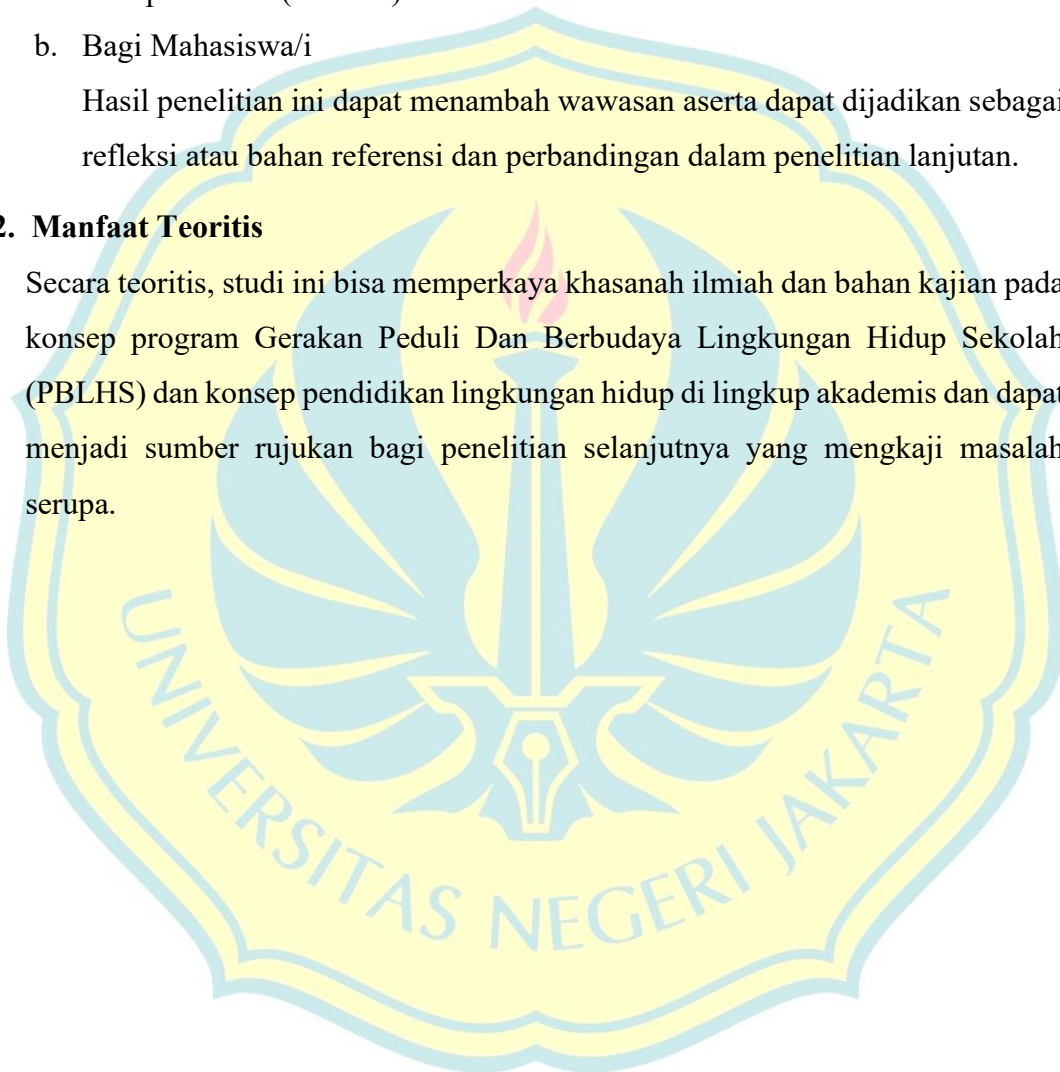 b. Bagi Mahasiswa/i
Hasil penelitian ini dapat menambah wawasan aserta dapat dijadikan sebagai
refleksi atau bahan referensi dan perbandingan dalam penelitian lanjutan.
2. Manfaat Teoritis
Secara teoritis, studi ini bisa memperkaya khasanah ilmiah dan bahan kajian pada
konsep program Gerakan Peduli Dan Berbudaya Lingkungan Hidup Sekolah
(PBLHS) dan konsep pendidikan lingkungan hidup di lingkup akademis dan dapat
menjadi sumber rujukan bagi penelitian selanjutnya yang mengkaji masalah
serupa.
UNIVERSITAS NEGERI JAKARTA